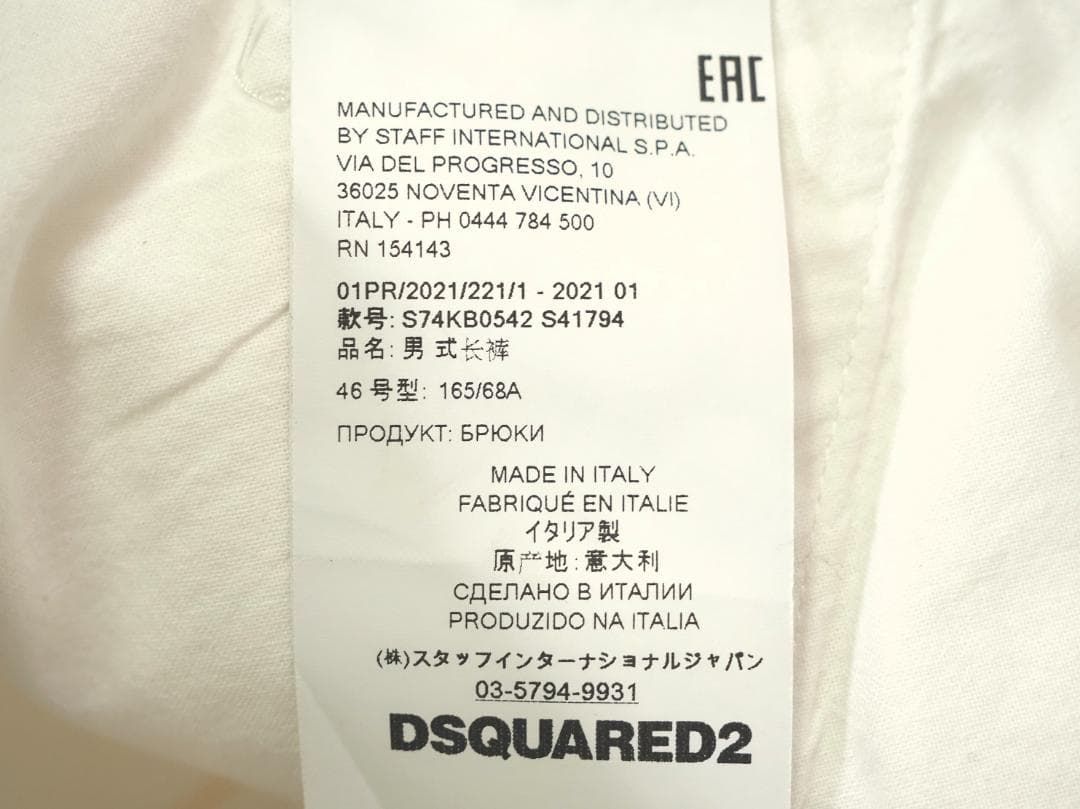 EAC
MANUFACTURED AND DISTRIBUTED
BY STAFF INTERNATIONAL S.P.A.
VIA DEL PROGRESSO, 10
36025 NOVENTA VICENTINA (VI)
ITALY - PH 0444 784 500
RN 154143
01PR/2021/221/1 - 2021 01
款号: S74KB0542 S41794
品名: 男 式长裤
46 号型: 165/68A
ПРОДУКТ: БРЮКИ
MADE IN ITALY
FABRIQUÉ EN ITALIE
イタリア製
原产地:意大利
СДЕЛАНО В ИТАЛИИ
PRODUZIDO NA ITALIA
(株)スタッフインターナショナルジャパン
03-5794-9931
DSQUARED2